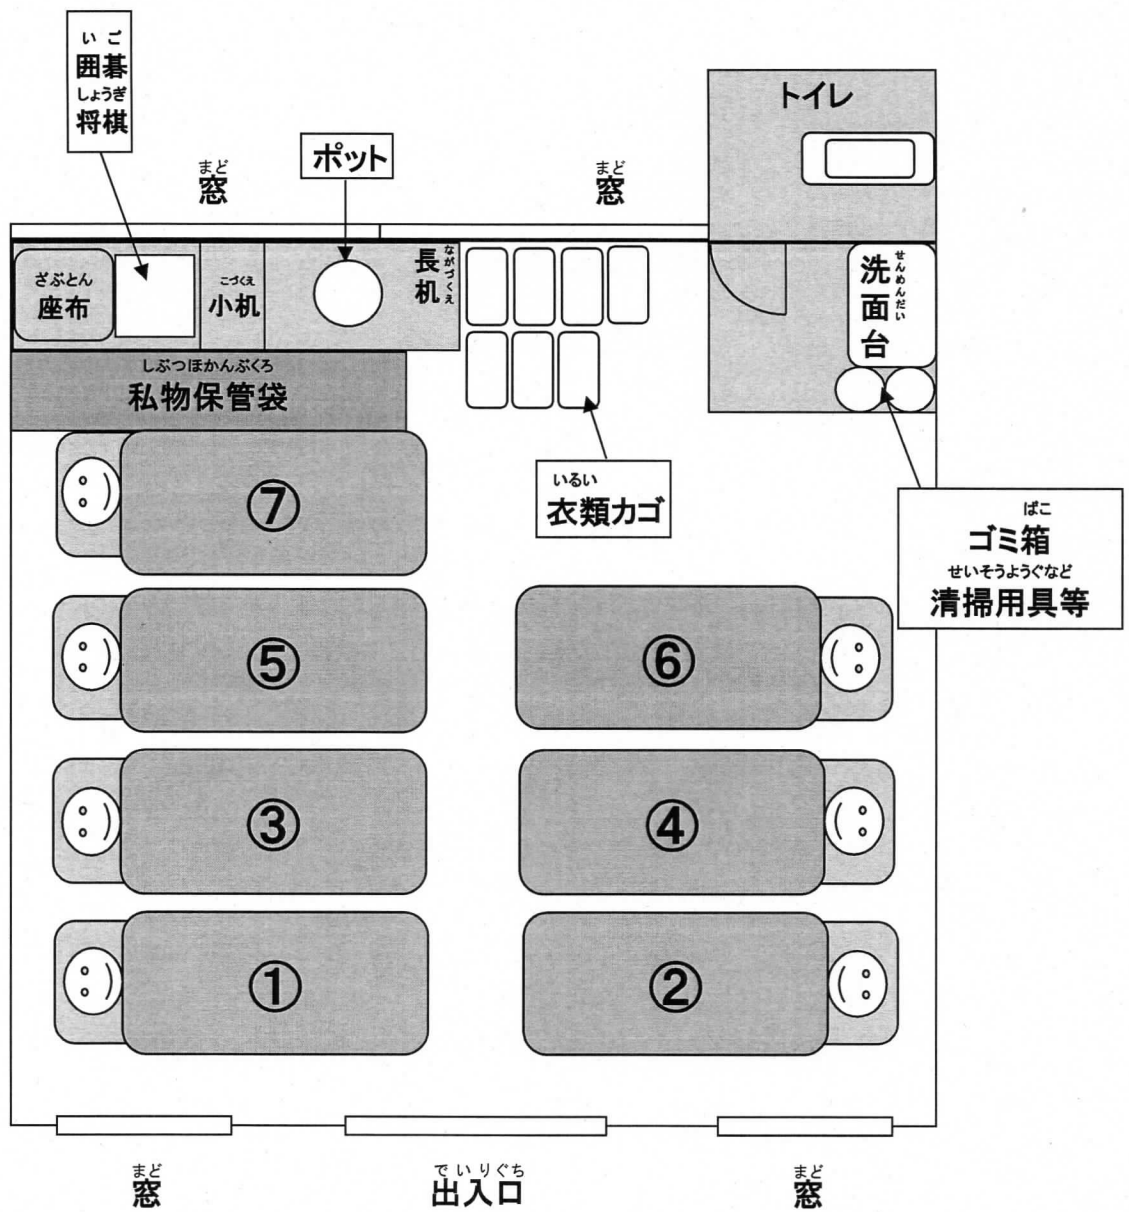 いご
囲碁
しょうぎ
将棋
ポット
まど
窓
まど
窓
トイレ
ざぶとん
座布
こづくえ
小机
ながづくえ
長机
せんめんだい
洗面台
しぶつほかんぶくろ
私物保管袋
いるい
衣類カゴ
ばこ
ゴミ箱
せいそうようぐなど
清掃用具等
⑦
⑤
⑥
③
④
①
②
まど
窓
でいりぐち
出入口
まど
窓